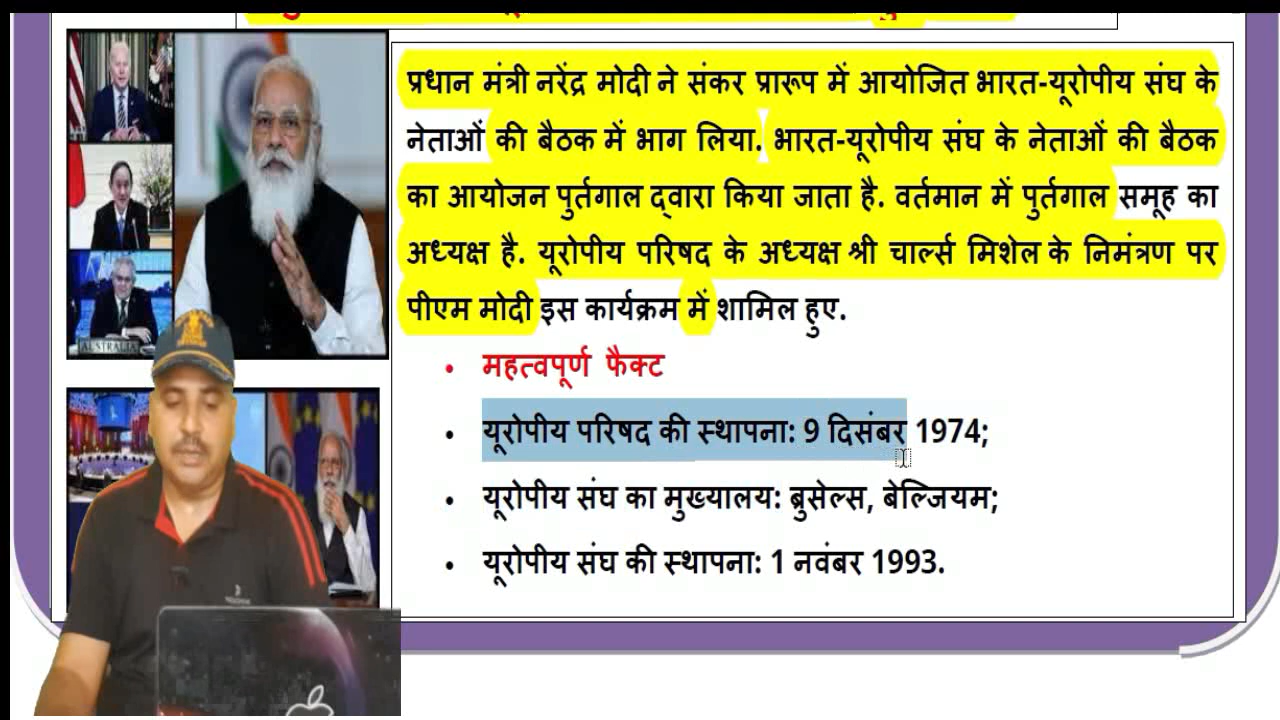 प्रधान मंत्री नरेंद्र मोदी ने संकर प्रारूप में आयोजित भारत-यूरोपीय संघ के
नेताओं की बैठक में भाग लिया. भारत-यूरोपीय संघ के नेताओं की बैठक
का आयोजन पुर्तगाल द्वारा किया जाता है. वर्तमान में पुर्तगाल समूह का
अध्यक्ष है. यूरोपीय परिषद के अध्यक्ष श्री चार्ल्स मिशेल के निमंत्रण पर
पीएम मोदी इस कार्यक्रम में शामिल हुए.
• महत्वपूर्ण फैक्ट
• यूरोपीय परिषद की स्थापना: 9 दिसंबर 1974;
• यूरोपीय संघ का मुख्यालय: ब्रुसेल्स, बेल्जियम;
• यूरोपीय संघ की स्थापना: 1 नवंबर 1993.
AUSTRALIA